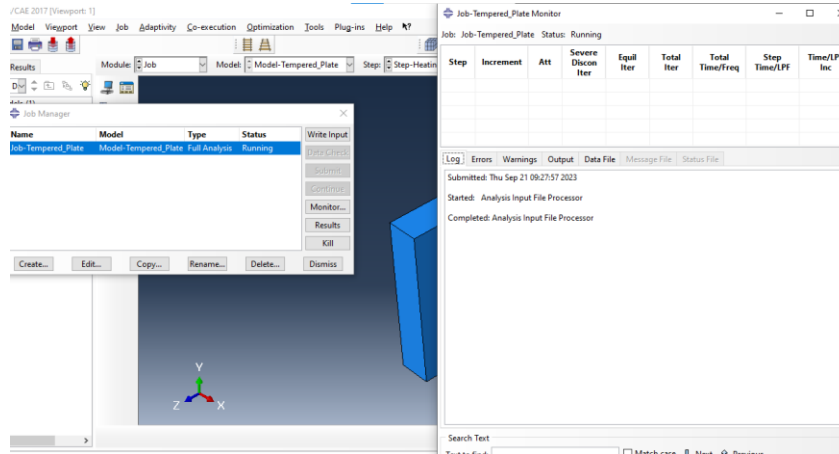 /CAE 2017 [Viewport: 1]
Model Viewport View Job Adaptivity Co-execution Optimization Tools Plug-ins Help
Results
Module: Job Model: Model-Tempered_Plate Step: Step-Heatin
Job Manager
Name Model Type Status
Job-Tempered_Plate Model-Tempered_Plate Full Analysis Running
Write Input
Data Check
Submit
Continue
Monitor...
Results
Kill
Create... Edit... Copy... Rename... Delete... Dismiss
Y
Z X
Job-Tempered_Plate Monitor
Job: Job-Tempered_Plate Status: Running
Step Increment Att Severe Discon Iter Equil Iter Total Iter Total Time/Freq Step Time/LPF Time/LP Inc
Log Errors Warnings Output Data File Message File Status File
Submitted: Thu Sep 21 09:27:57 2023
Started: Analysis Input File Processor
Completed: Analysis Input File Processor
Search Text
Text to find: Match case Next Previous